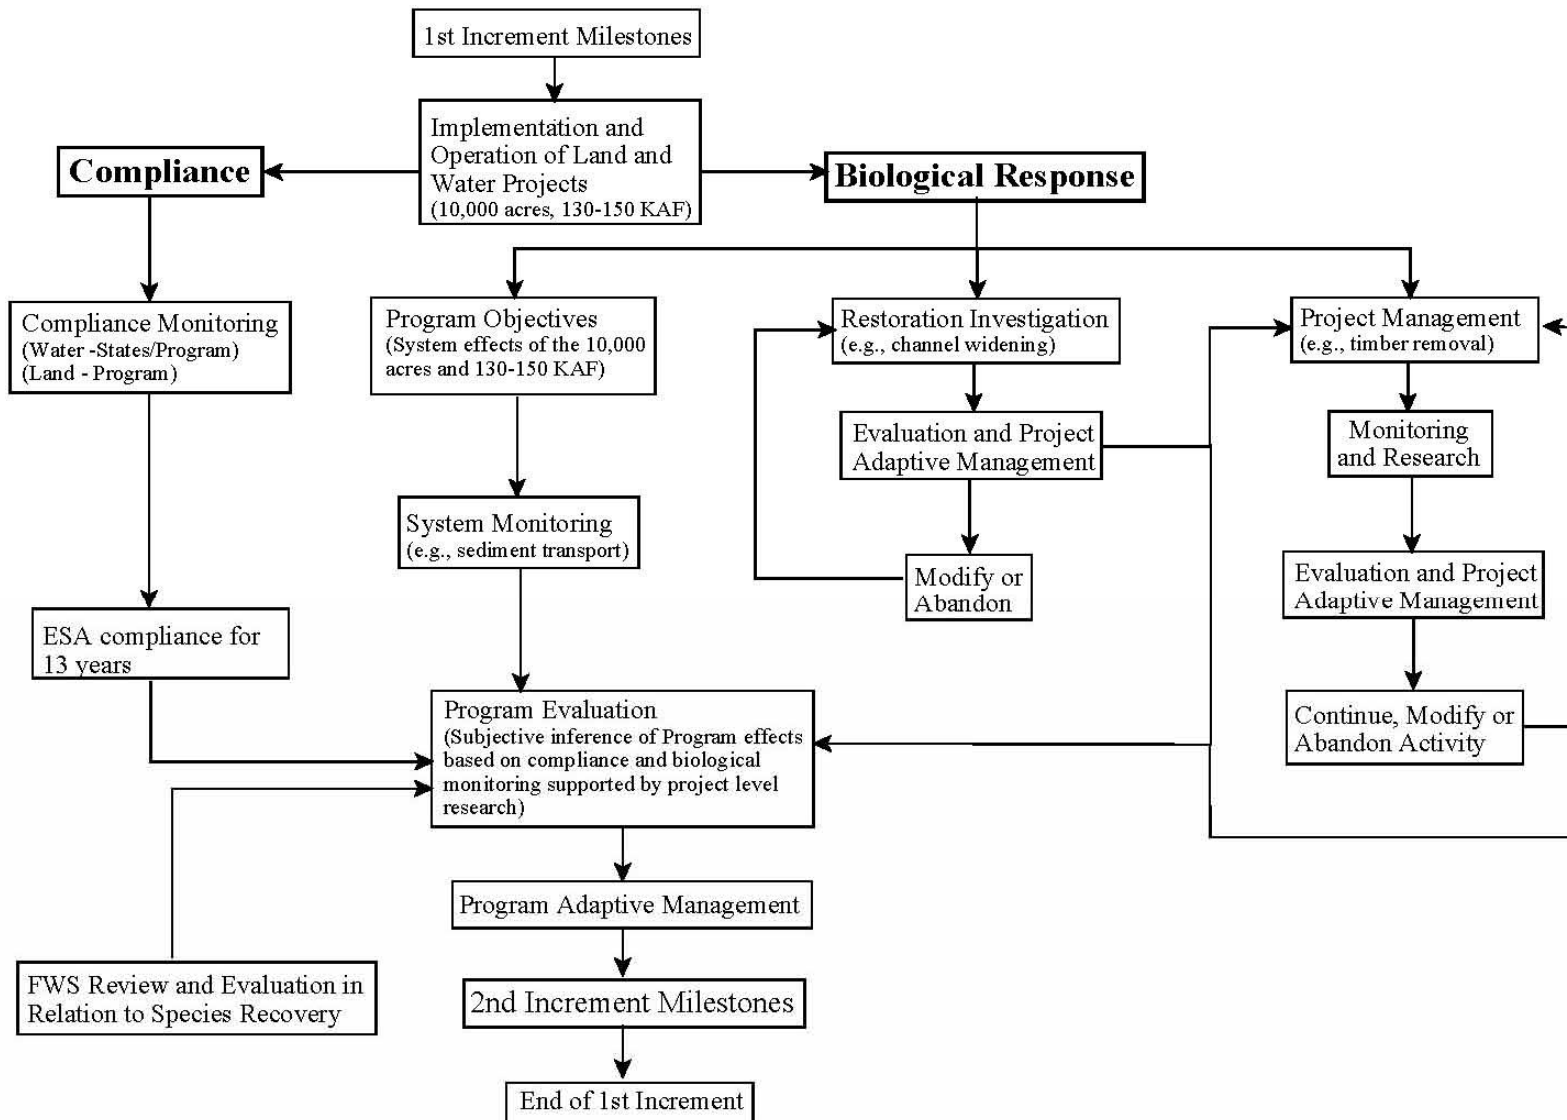 1st Increment Milestones
Implementation and
Operation of Land and
Water Projects
(10,000 acres, 130-150 KAF)
Compliance
Biological Response
Compliance Monitoring
(Water -States/Program)
(Land - Program)
Program Objectives
(System effects of the 10,000
acres and 130-150 KAF)
Restoration Investigation
(e.g., channel widening)
Project Management
(e.g., timber removal)
Evaluation and Project
Adaptive Management
Monitoring
and Research
System Monitoring
(e.g., sediment transport)
Modify or
Abandon
Evaluation and Project
Adaptive Management
ESA compliance for
13 years
Program Evaluation
(Subjective inference of Program effects
based on compliance and biological
monitoring supported by project level
research)
Continue, Modify or
Abandon Activity
Program Adaptive Management
FWS Review and Evaluation in
Relation to Species Recovery
2nd Increment Milestones
End of 1st Increment